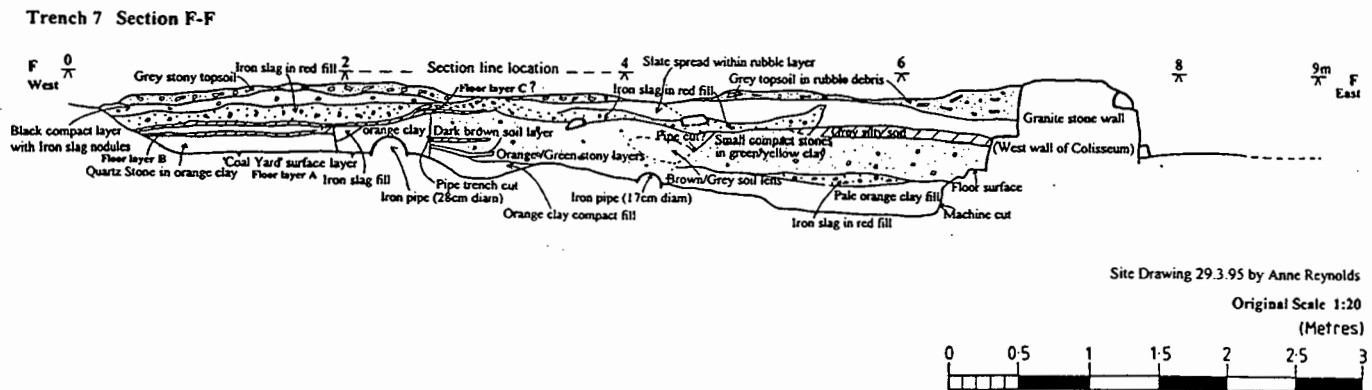 Trench 7 Section F-F
F 0 2 4 6 8 9m F
West East
Section line location
Slate spread within rubble layer
Iron slag in red fill
Grey stony topsoil
Floor layer C ?
Iron slag in red fill
Grey topsoil in rubble debris
Black compact layer
with Iron slag nodules
Floor layer B
Quartz Stone in orange clay
'Coal Yard' surface layer
Floor layer A
Iron slag fill
orange clay
Dark brown soil layer
Orange/Green stony layers
Pipe trench cut
Iron pipe (28cm diam)
Orange clay compact fill
Pipe cut?
Small compact stones
in green/yellow clay
Brown/Grey soil lens
Iron pipe (17cm diam)
Grey silty soil
Granite stone wall
(West wall of Colisseum)
Floor surface
Pale orange clay fill
Machine cut
Iron slag in red fill
Site Drawing 29.3.95 by Anne Reynolds
Original Scale 1:20
(Metres)
0 0·5 1 1·5 2 2·5 3